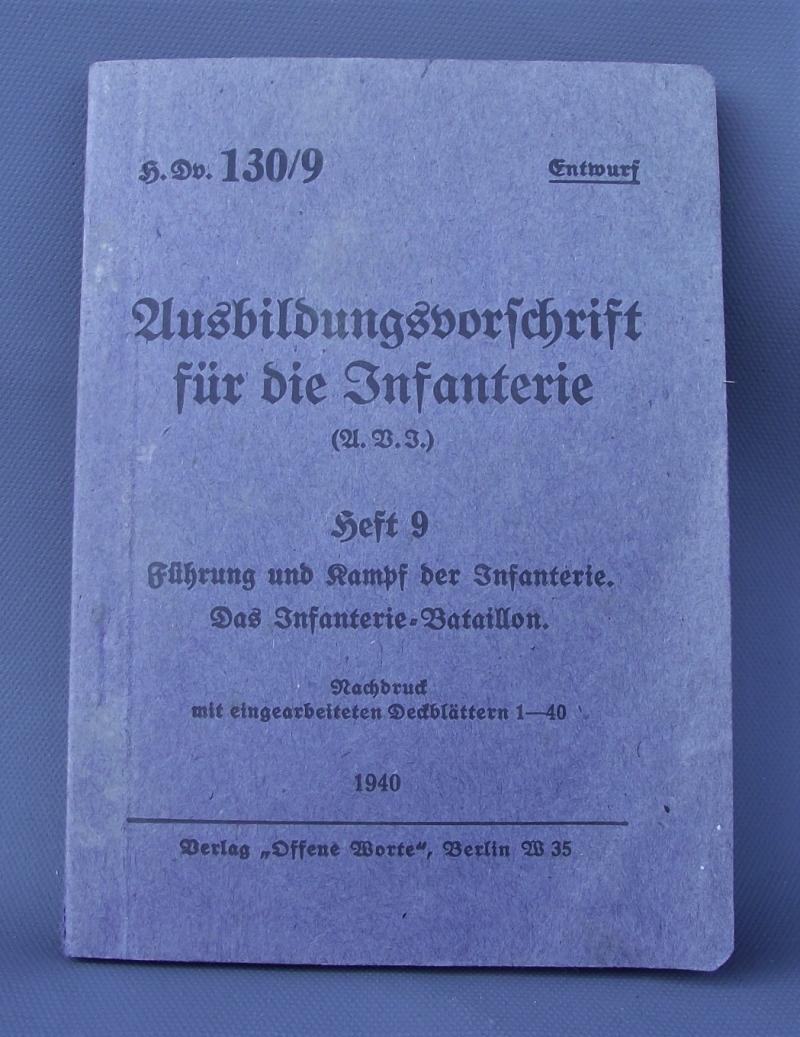 H.Dv. 130/9
Entwurf
Ausbildungsvorschrift
für die Infanterie
(A. V. I.)
Heft 9
Führung und Kampf der Infanterie.
Das Infanterie-Bataillon.
Nachdruck
mit eingearbeiteten Deckblättern 1—40
1940
Verlag „Offene Worte“, Berlin W 35